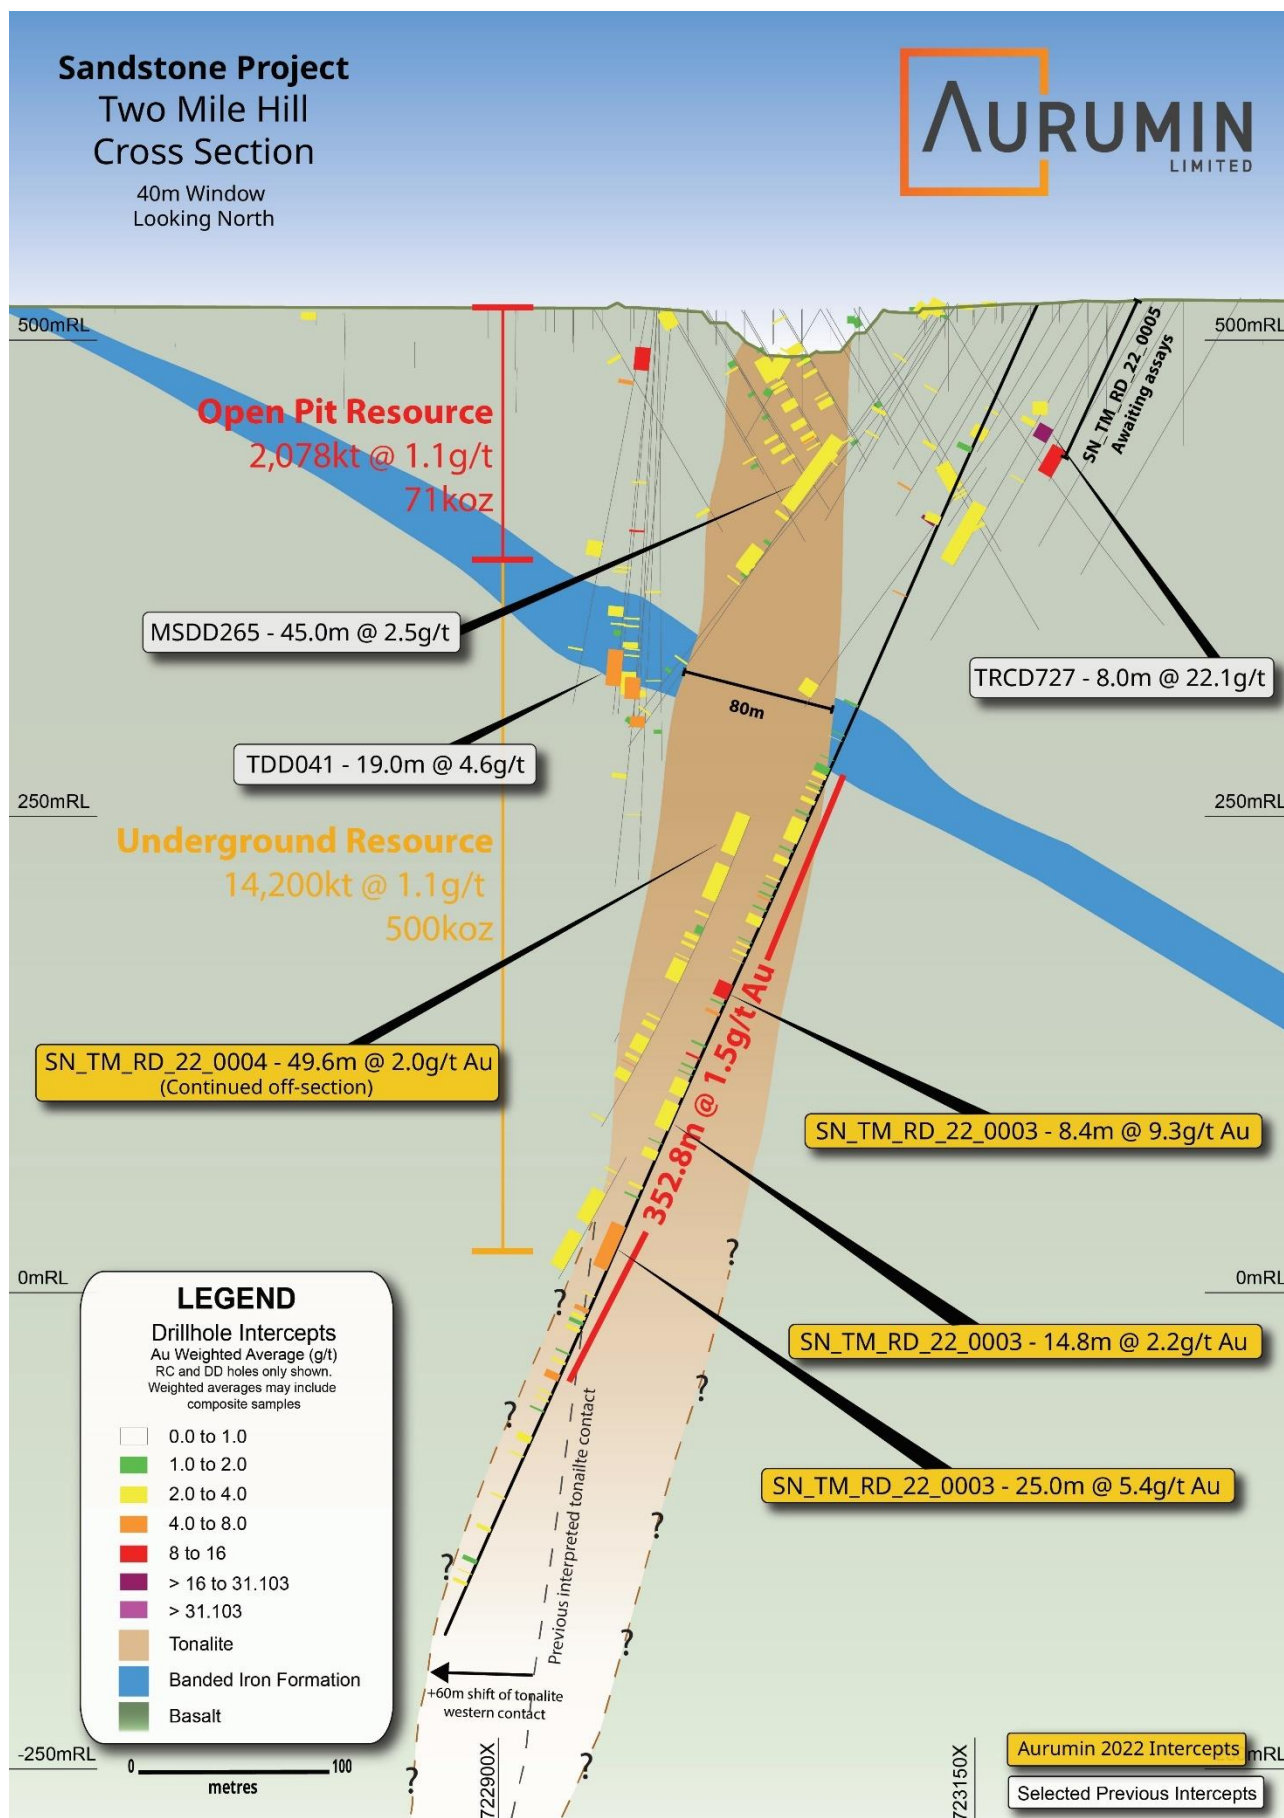 Sandstone Project
Two Mile Hill
Cross Section
40m Window
Looking North
AURUMIN
LIMITED
500mRL
500mRL
SN_TM_RD_22_0005
Awaiting assays
Open Pit Resource
2,078kt @ 1.1g/t
71koz
MSDD265 - 45.0m @ 2.5g/t
TRCD727 - 8.0m @ 22.1g/t
80m
TDD041 - 19.0m @ 4.6g/t
250mRL
250mRL
Underground Resource
14,200kt @ 1.1g/t
500koz
352.8m @ 1.5g/t Au
SN_TM_RD_22_0004 - 49.6m @ 2.0g/t Au
(Continued off-section)
SN_TM_RD_22_0003 - 8.4m @ 9.3g/t Au
?
0mRL
0mRL
?
SN_TM_RD_22_0003 - 14.8m @ 2.2g/t Au
?
?
SN_TM_RD_22_0003 - 25.0m @ 5.4g/t Au
Previous interpreted tonailte contact
?
?
?
LEGEND
Drillhole Intercepts
Au Weighted Average (g/t)
RC and DD holes only shown.
Weighted averages may include
composite samples
0.0 to 1.0
1.0 to 2.0
2.0 to 4.0
4.0 to 8.0
8 to 16
> 16 to 31.103
> 31.103
Tonalite
Banded Iron Formation
Basalt
+60m shift of tonalite
western contact
-250mRL
0 100
metres
?
?
722900X
723150X
mRL
Aurumin 2022 Intercepts
Selected Previous Intercepts